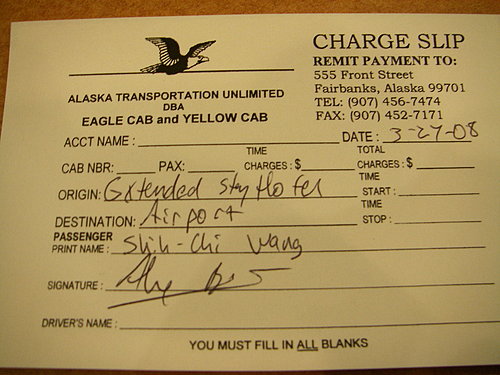 CHARGE SLIP
REMIT PAYMENT TO:
555 Front Street
Fairbanks, Alaska 99701
TEL: (907) 456-7474
FAX: (907) 452-7171
ALASKA TRANSPORTATION UNLIMITED
DBA
EAGLE CAB and YELLOW CAB
ACCT NAME: DATE: 3-27-08
TIME TOTAL
CAB NBR: PAX: CHARGES: $ CHARGES: $
TIME
ORIGIN: Extended Sty Hotel START:
TIME
DESTINATION: Airport STOP:
PASSENGER
PRINT NAME: Shih-Chi Wang
SIGNATURE:
DRIVER'S NAME:
YOU MUST FILL IN ALL BLANKS